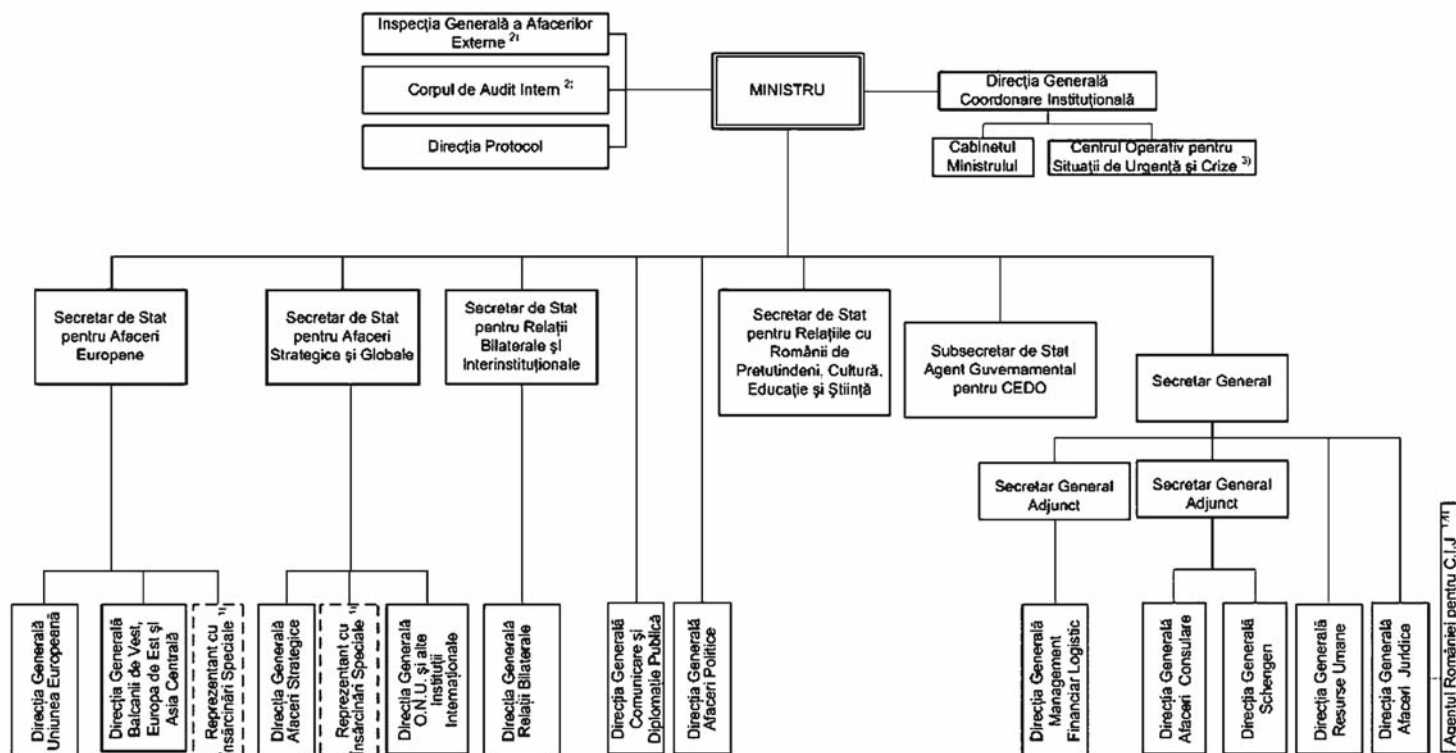 Inspecția Generală a Afacerilor
Externe 2)
Corpul de Audit Intern 2)
Direcția Protocol
MINISTRU
Direcția Generală
Coordonare Instituțională
Cabinetul
Ministrului
Centrul Operativ pentru
Situații de Urgență și Crize 3)
Secretar de Stat
pentru Afaceri
Europene
Secretar de Stat
pentru Afaceri
Strategice și Globale
Secretar de Stat
pentru Relații
Bilaterale și
Interinstituționale
Secretar de Stat
pentru Relațiile cu
Românii de
Pretutindeni, Cultură,
Educație și Știință
Subsecretar de Stat
Agent Guvernamental
pentru CEDO
Secretar General
Secretar General
Adjunct
Secretar General
Adjunct
Direcția Generală
Uniunea Europeană
Direcția Generală
Balcanii de Vest,
Europa de Est și
Asia Centrală
Reprezentant cu
Însărcinări Speciale 1)
Direcția Generală
Afaceri Strategice
Reprezentant cu
Însărcinări Speciale 1)
Direcția Generală
O.N.U. și alte
Instituții
Internaționale
Direcția Generală
Relații Bilaterale
Direcția Generală
Comunicare și
Diplomație Publică
Direcția Generală
Afaceri Politice
Direcția Generală
Management
Financiar Logistic
Direcția Generală
Afaceri Consulare
Direcția Generală
Schengen
Direcția Generală
Resurse Umane
Direcția Generală
Afaceri Juridice
Agentul României pentru C.I.J